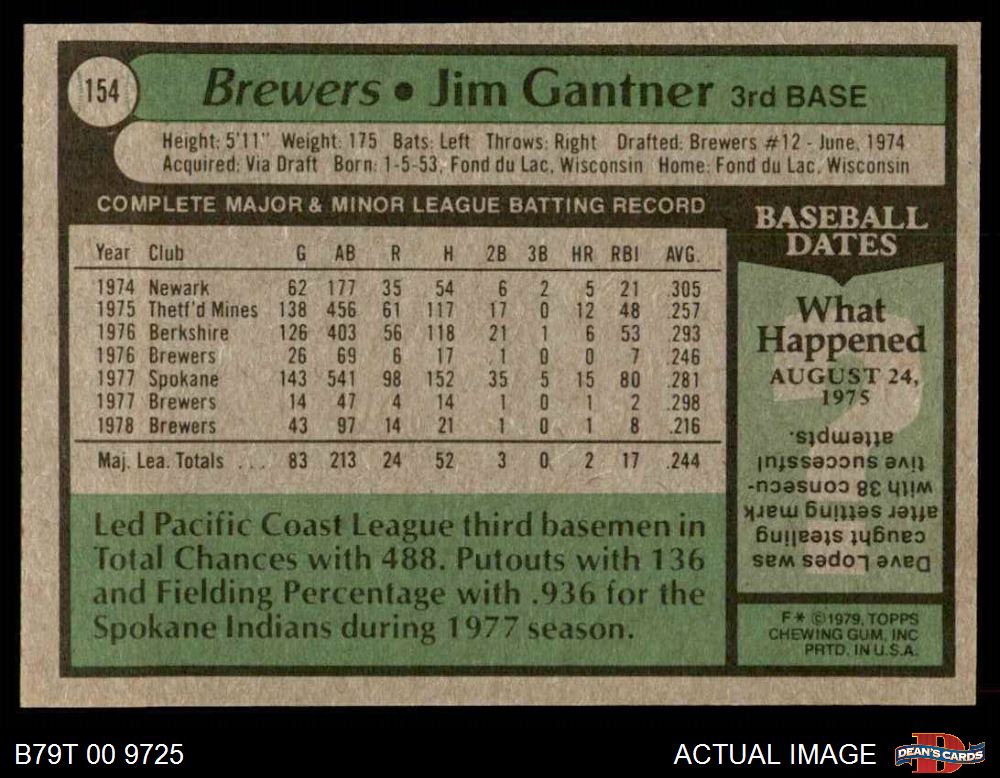 154
Brewers • Jim Gantner 3rd BASE
Height: 5'11" Weight: 175 Bats: Left Throws: Right Drafted: Brewers #12 - June, 1974
Acquired: Via Draft Born: 1-5-53, Fond du Lac, Wisconsin Home: Fond du Lac, Wisconsin
COMPLETE MAJOR & MINOR LEAGUE BATTING RECORD
Year Club G AB R H 2B 3B HR RBI AVG.
1974 Newark 62 177 35 54 6 2 5 21 .305
1975 Thetf'd Mines 138 456 61 117 17 0 12 48 .257
1976 Berkshire 126 403 56 118 21 1 6 53 .293
1976 Brewers 26 69 6 17 1 0 0 7 .246
1977 Spokane 143 541 98 152 35 5 15 80 .281
1977 Brewers 14 47 4 14 1 0 1 2 .298
1978 Brewers 43 97 14 21 1 0 1 8 .216
Maj. Lea. Totals ... 83 213 24 52 3 0 2 17 .244
Led Pacific Coast League third basemen in
Total Chances with 488. Putouts with 136
and Fielding Percentage with .936 for the
Spokane Indians during 1977 season.
BASEBALL
DATES
What
Happened
AUGUST 24,
1975
Dave Lopes was
caught stealing
after setting mark
with 38 consecu-
tive successful
attempts.
F* ©1979, TOPPS
CHEWING GUM, INC
PRTD. IN U.S.A.
B79T 00 9725
ACTUAL IMAGE
DEAN'S CARDS